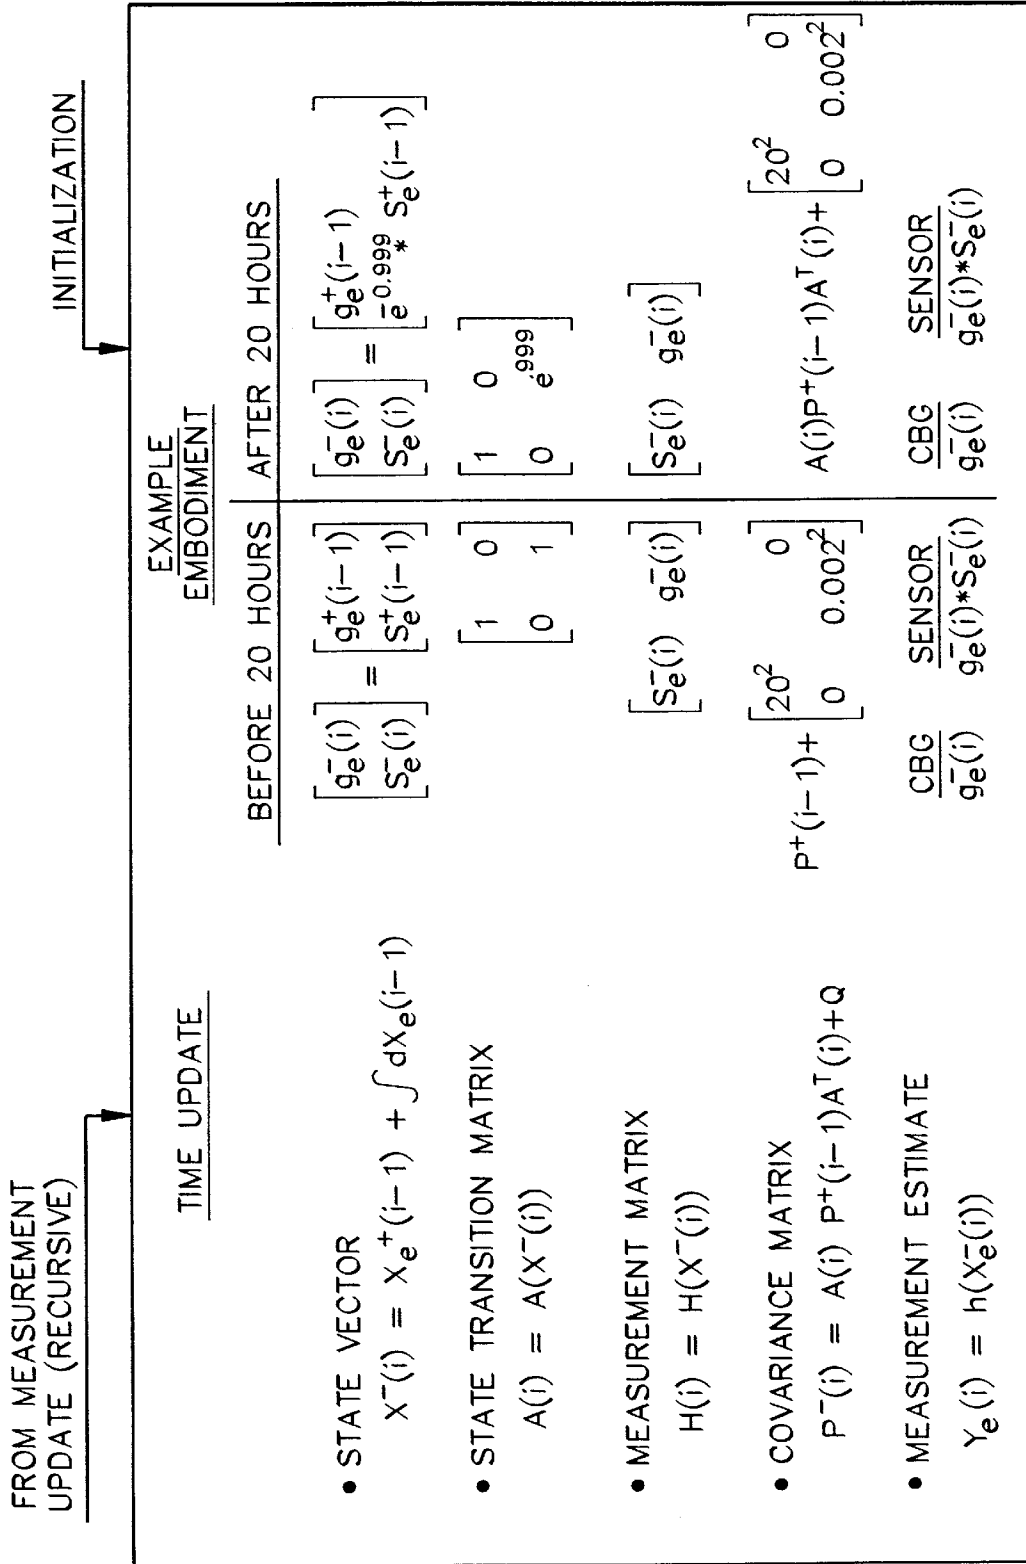 FROM MEASUREMENT
UPDATE (RECURSIVE)
INITIALIZATION
TIME UPDATE
EXAMPLE
EMBODIMENT
BEFORE 20 HOURS
AFTER 20 HOURS
• STATE VECTOR
X⁻(i) = Xₑ⁺(i−1) + ∫dXₑ(i−1)
[gₑ⁻(i)] = [gₑ⁺(i−1)]
[Sₑ⁻(i)] [Sₑ⁺(i−1)]
[gₑ⁻(i)] = [gₑ⁺(i−1)]
[Sₑ⁻(i)] [e⁻⁰·⁹⁹⁹ * Sₑ⁺(i−1)]
• STATE TRANSITION MATRIX
A(i) = A(X⁻(i))
[1 0]
[0 1]
[1 0]
[0 e^.999]
• MEASUREMENT MATRIX
H(i) = H(X⁻(i))
[Sₑ⁻(i) gₑ⁻(i)]
[Sₑ⁻(i) gₑ⁻(i)]
• COVARIANCE MATRIX
P⁻(i) = A(i) P⁺(i−1)Aᵀ(i)+Q
P⁺(i−1)+ [20² 0]
[0 0.002²]
A(i)P⁺(i−1)Aᵀ(i)+ [20² 0]
[0 0.002²]
• MEASUREMENT ESTIMATE
Yₑ(i) = h(Xₑ⁻(i))
CBG SENSOR
gₑ⁻(i) gₑ⁻(i)*Sₑ⁻(i)
CBG SENSOR
gₑ⁻(i) gₑ⁻(i)*Sₑ⁻(i)